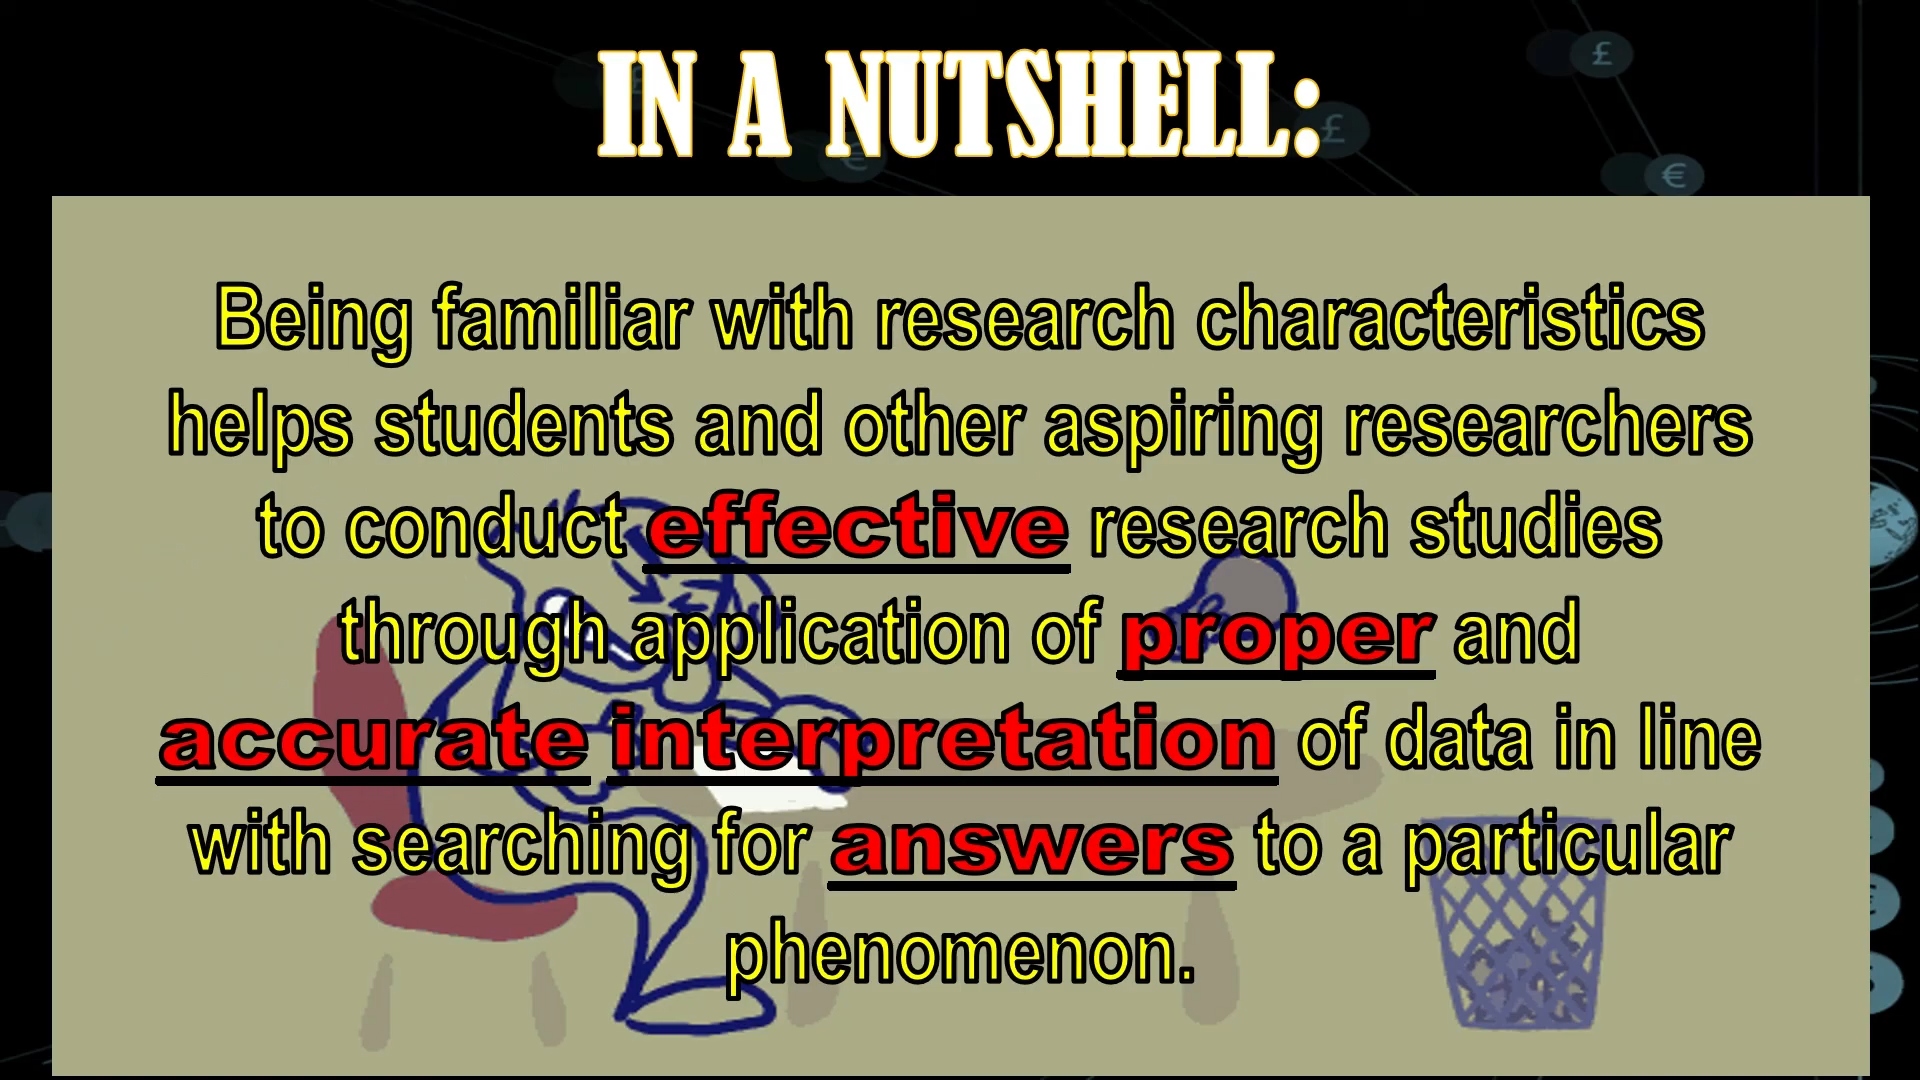 IN A NUTSHELL:
Being familiar with research characteristics
helps students and other aspiring researchers
to conduct effective research studies
through application of proper and
accurate interpretation of data in line
with searching for answers to a particular
phenomenon.